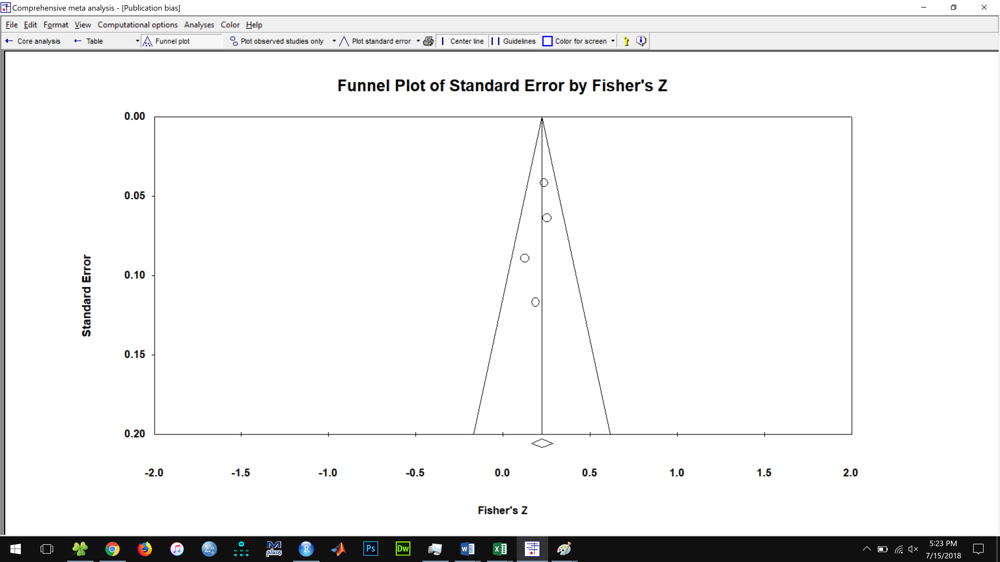 Comprehensive meta analysis - [Publication bias]
File Edit Format View Computational options Analyses Color Help
Core analysis Table Funnel plot Plot observed studies only Plot standard error Center line Guidelines Color for screen
Funnel Plot of Standard Error by Fisher's Z
0.00
0.05
0.10
0.15
0.20
Standard Error
-2.0 -1.5 -1.0 -0.5 0.0 0.5 1.0 1.5 2.0
Fisher's Z
Σα÷ M plus6 R Ps Dw W X
5:23 PM
7/15/2018